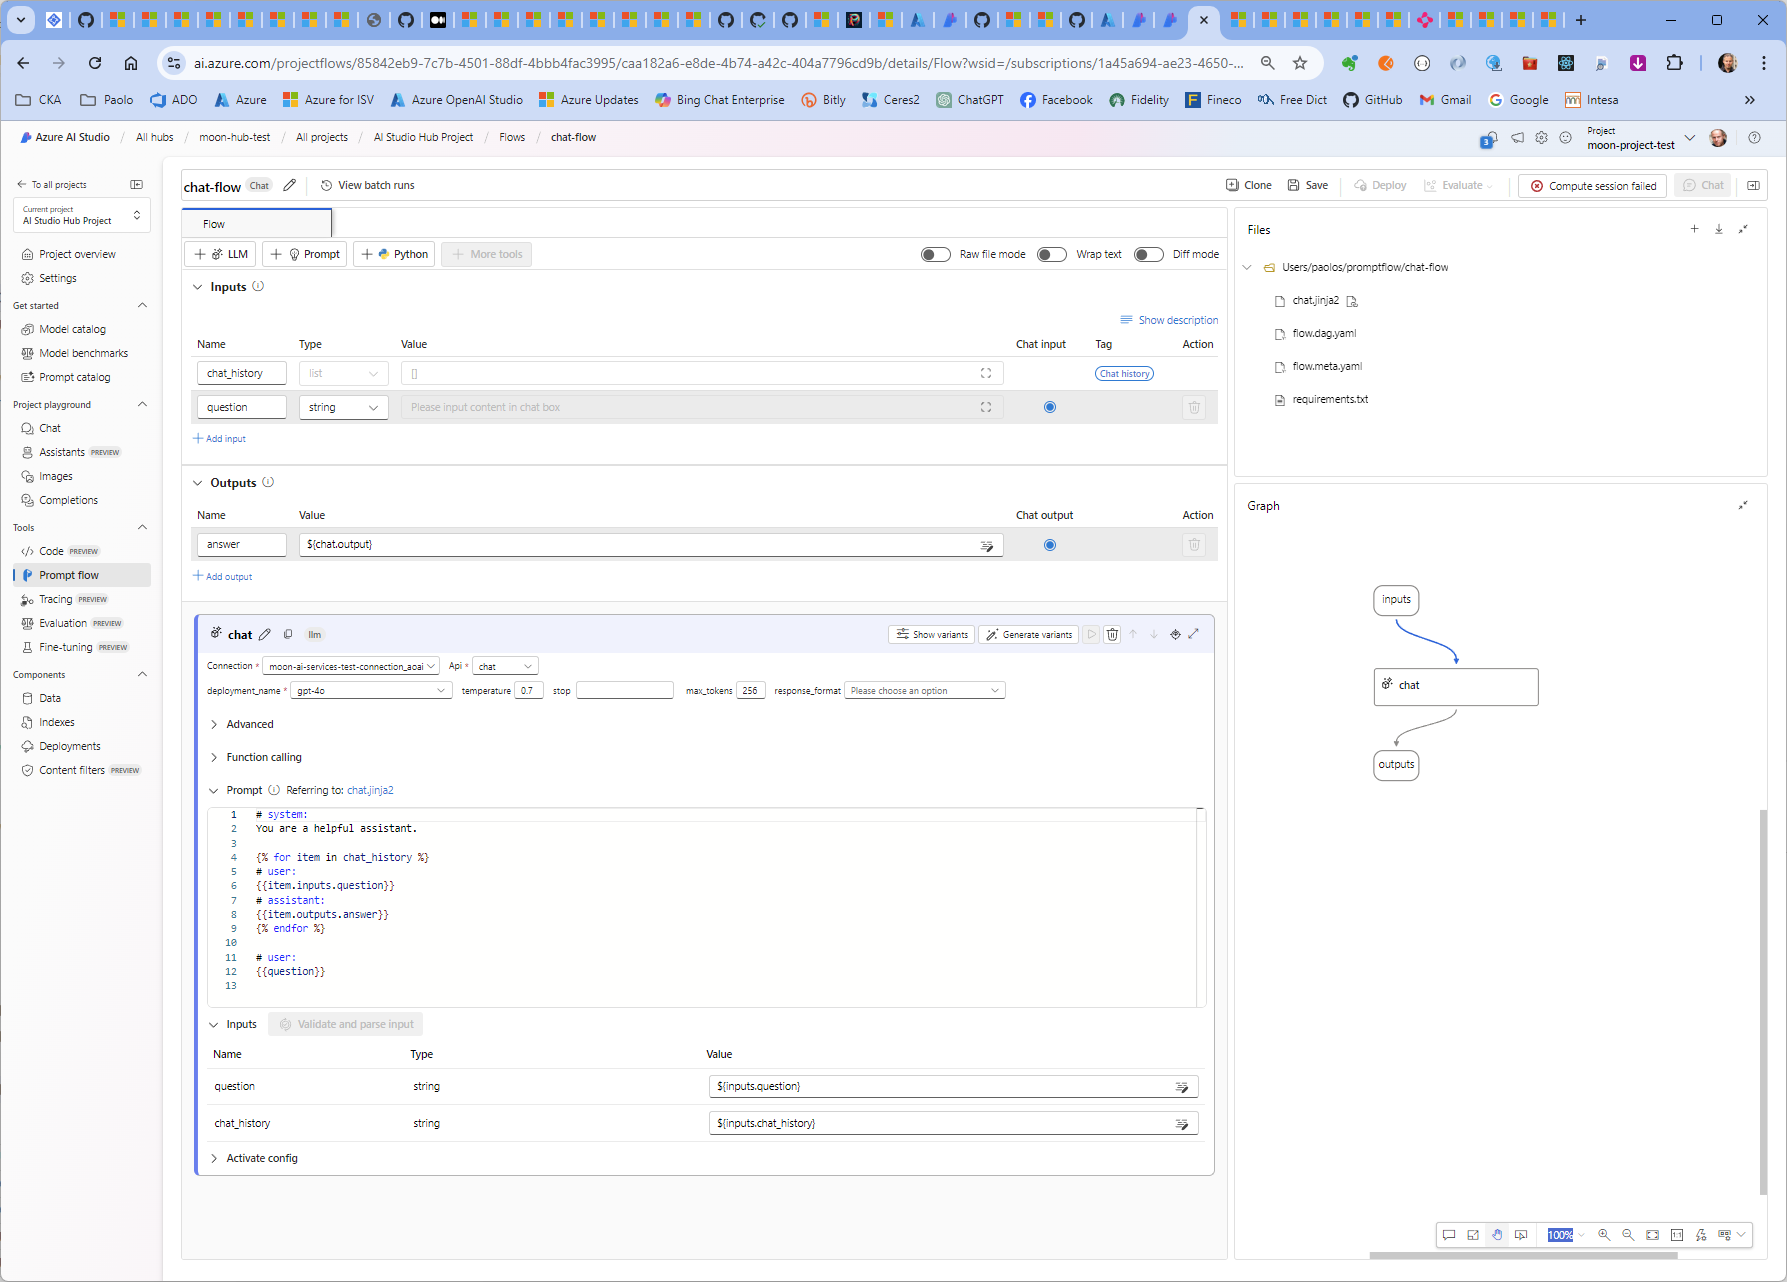 ai.azure.com/projectflows/85842eb9-7c7b-4501-88df-4bbb4fac3995/caa182a6-e8de-4b74-a42c-404a7796cd9b/details/Flow?wsid=/subscriptions/1a45a694-ae23-4650-...
CKA Paolo ADO Azure Azure for ISV Azure OpenAI Studio Azure Updates Bing Chat Enterprise Bitly Ceres2 ChatGPT Facebook Fidelity Fineco Free Dict GitHub Gmail Google Intesa
Azure AI Studio / All hubs / moon-hub-test / All projects / AI Studio Hub Project / Flows / chat-flow
3
Project
moon-project-test
To all projects
Current project
AI Studio Hub Project
Project overview
Settings
Get started
Model catalog
Model benchmarks
Prompt catalog
Project playground
Chat
Assistants PREVIEW
Images
Completions
Tools
Code PREVIEW
Prompt flow
Tracing PREVIEW
Evaluation PREVIEW
Fine-tuning PREVIEW
Components
Data
Indexes
Deployments
Content filters PREVIEW
chat-flow Chat View batch runs Clone Save Deploy Evaluate Compute session failed Chat
Flow
LLM Prompt Python More tools Raw file mode Wrap text Diff mode
Inputs
Show description
Name Type Value Chat input Tag Action
chat_history list [] Chat history
question string Please input content in chat box
Add input
Outputs
Name Value Chat output Action
answer ${chat.output}
Add output
chat llm Show variants Generate variants
Connection * moon-ai-services-test-connection_aoai Api * chat
deployment_name * gpt-4o temperature 0.7 stop max_tokens 256 response_format Please choose an option
Advanced
Function calling
Prompt Referring to: chat.jinja2
1 # system:
2 You are a helpful assistant.
3
4 {% for item in chat_history %}
5 # user:
6 {{item.inputs.question}}
7 # assistant:
8 {{item.outputs.answer}}
9 {% endfor %}
10
11 # user:
12 {{question}}
13
Inputs Validate and parse input
Name Type Value
question string ${inputs.question}
chat_history string ${inputs.chat_history}
Activate config
Files
Users/paolos/promptflow/chat-flow
chat.jinja2
flow.dag.yaml
flow.meta.yaml
requirements.txt
Graph
inputs
chat
outputs
100%
1:1